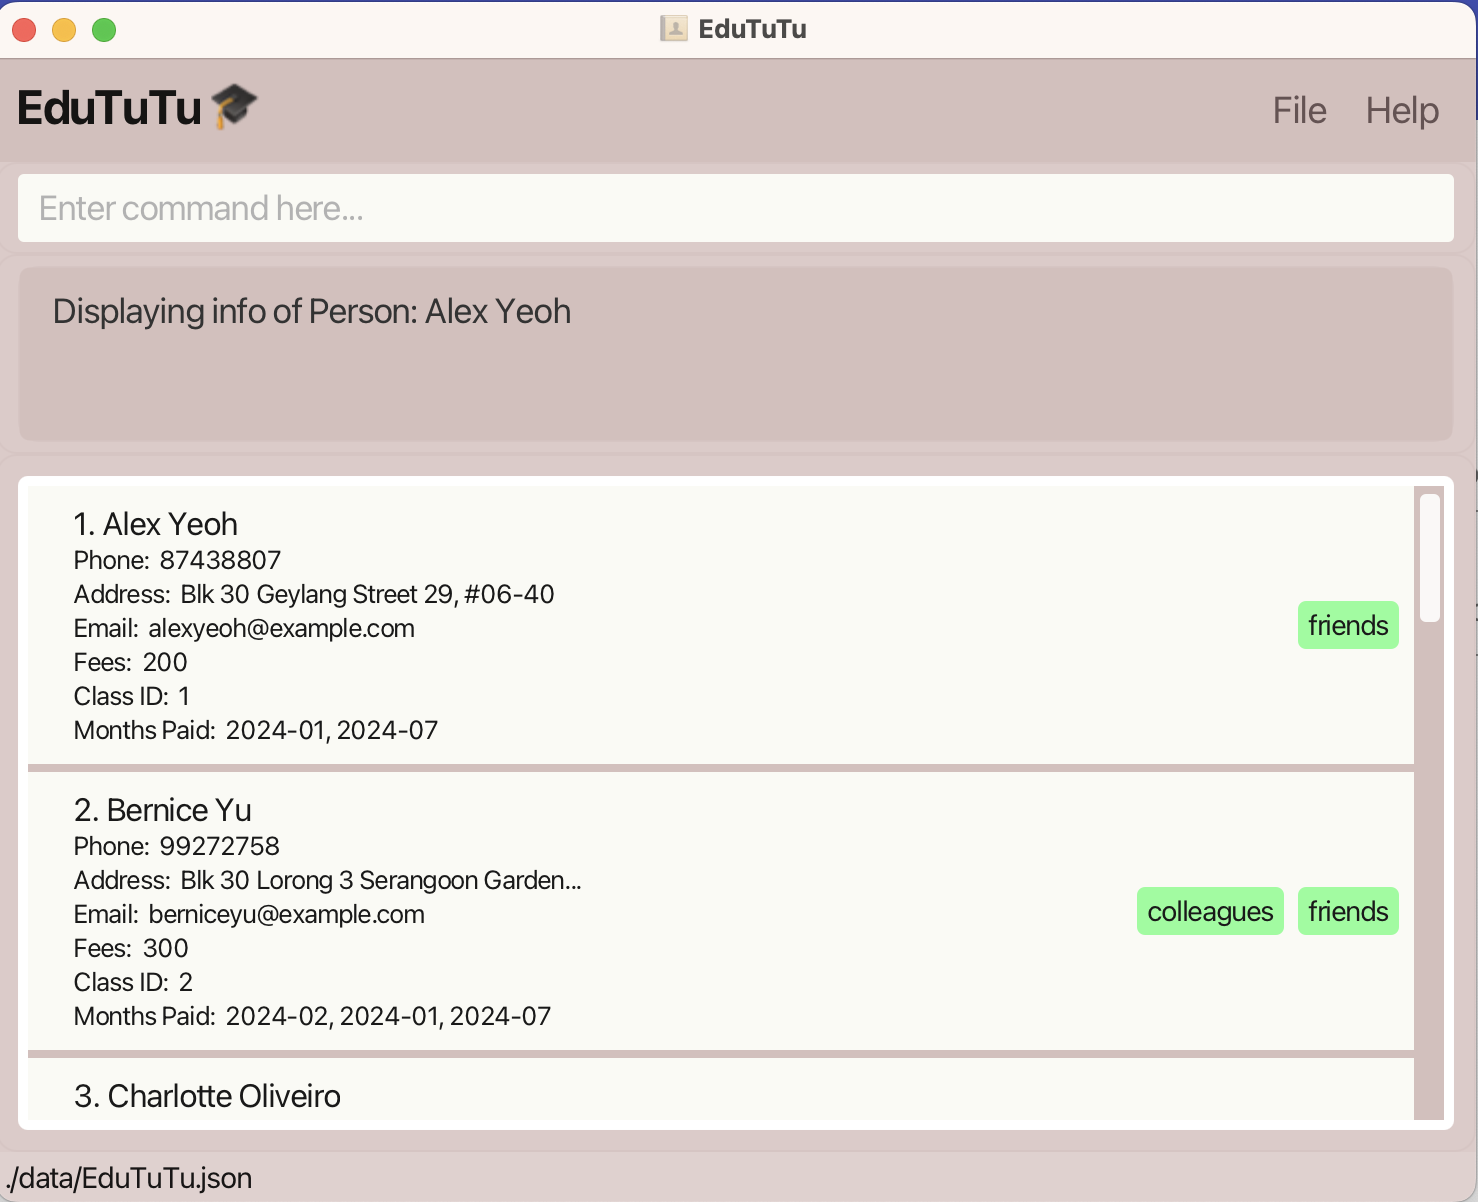 EduTuTu
EduTuTu
File Help
Enter command here...
Displaying info of Person: Alex Yeoh
1. Alex Yeoh
Phone: 87438807
Address: Blk 30 Geylang Street 29, #06-40
Email: alexyeoh@example.com
Fees: 200
Class ID: 1
Months Paid: 2024-01, 2024-07
friends
2. Bernice Yu
Phone: 99272758
Address: Blk 30 Lorong 3 Serangoon Garden...
Email: berniceyu@example.com
Fees: 300
Class ID: 2
Months Paid: 2024-02, 2024-01, 2024-07
colleagues friends
3. Charlotte Oliveiro
./data/EduTuTu.json